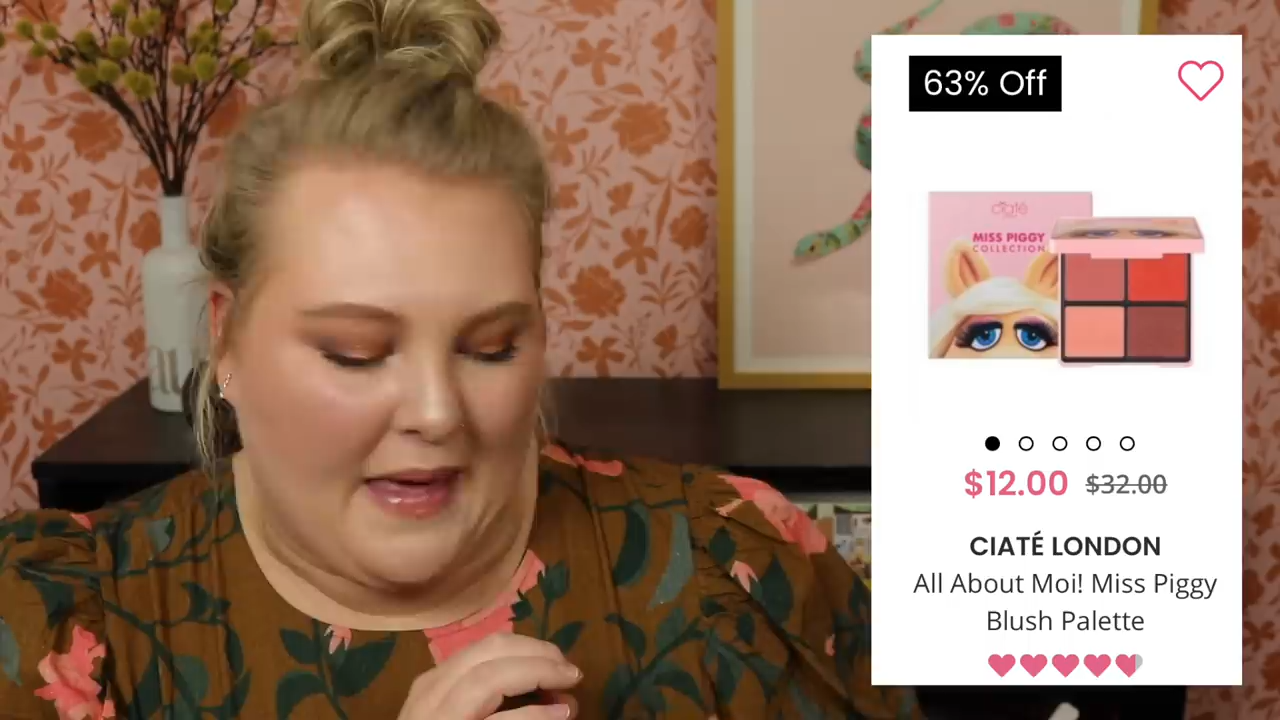 63% Off
ciaté
MISS PIGGY
COLLECTION
$12.00 $32.00
CIATÉ LONDON
All About Moi! Miss Piggy
Blush Palette